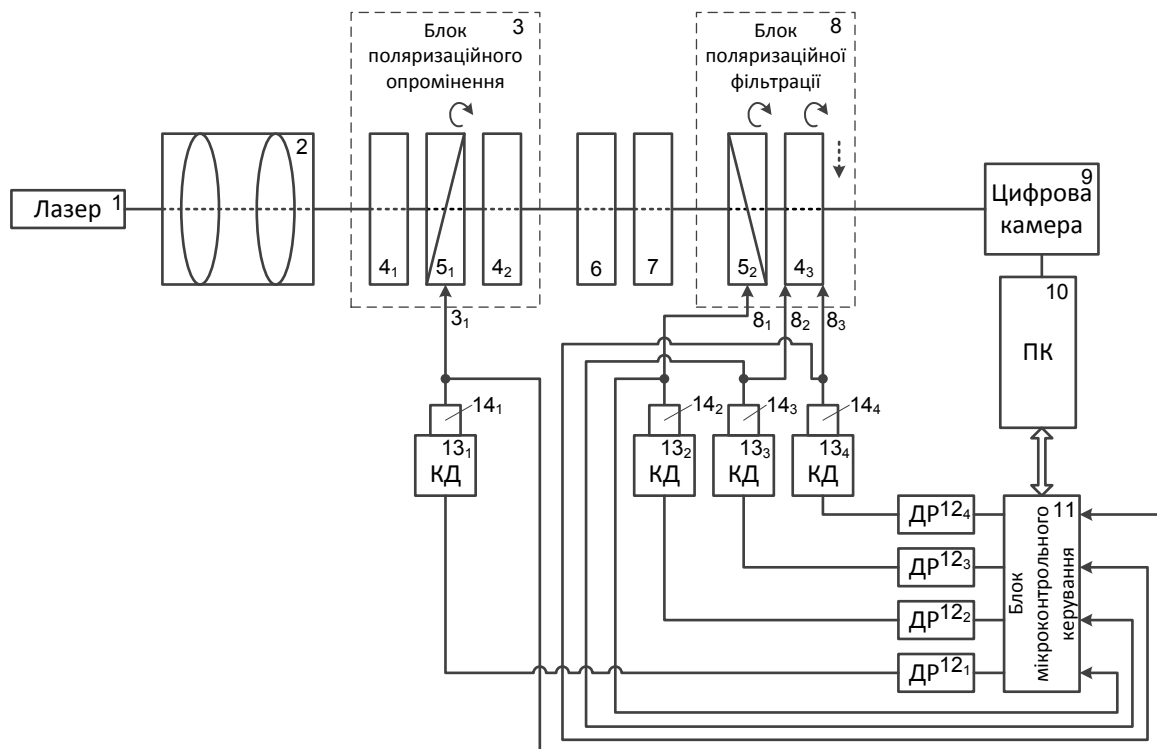 Блок 3
поляризаційного
опромінення
Блок 8
поляризаційної
фільтрації
2
Лазер 1
4₁
5₁
4₂
6
7
5₂
4₃
9
Цифрова
камера
3₁
8₁
8₂
8₃
10
ПК
14₁
14₂
14₃
14₄
13₁
КД
13₂
КД
13₃
КД
13₄
КД
ДР 12₄
ДР 12₃
ДР 12₂
ДР 12₁
11
Блок
мікроконтрольного
керування